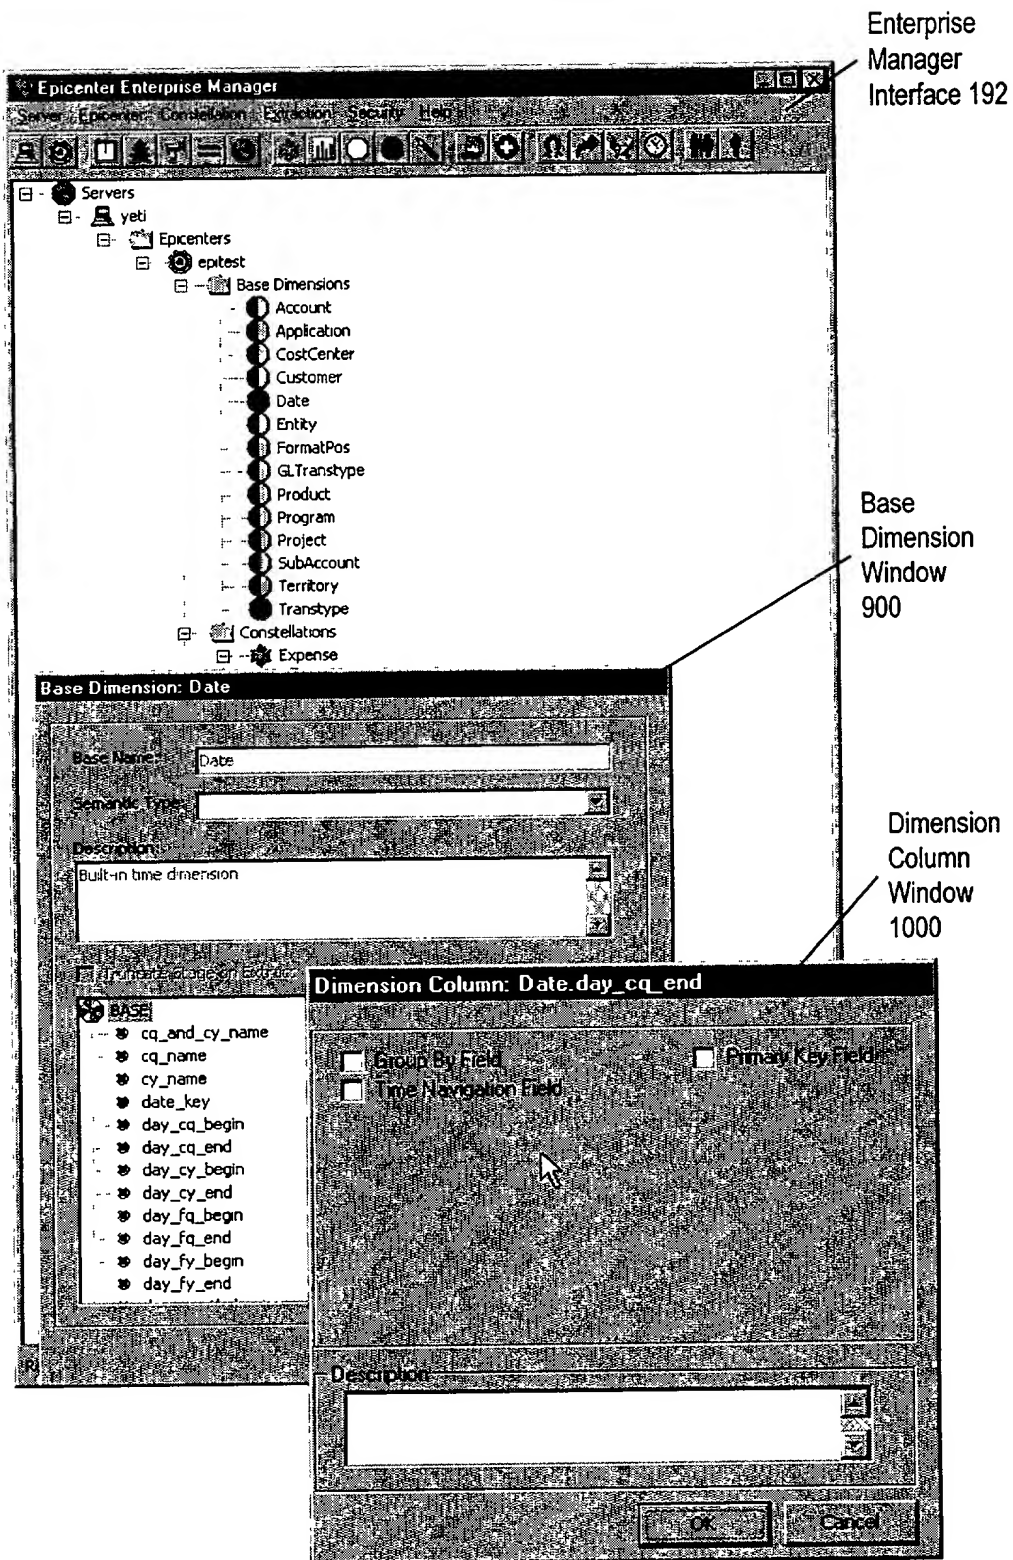 Enterprise
Manager
Interface 192
Epicenter Enterprise Manager
Server Epicenter Constellation Extraction Security Help
Servers
yeti
Epicenters
epitest
Base Dimensions
Account
Application
CostCenter
Customer
Date
Entity
FormatPos
GLTranstype
Product
Program
Project
SubAccount
Territory
Transtype
Constellations
Expense
Base
Dimension
Window
900
Base Dimension: Date
Base Name:
Date
Semantic Type:
Description
Built-in time dimension
Truncate Stage on
BASE
cq_and_cy_name
cq_name
cy_name
date_key
day_cq_begin
day_cq_end
day_cy_begin
day_cy_end
day_fq_begin
day_fq_end
day_fy_begin
day_fy_end
Dimension
Column
Window
1000
Dimension Column: Date.day_cq_end
Group By Field
Primary Key Field
Time Navigation Field
Description
OK
Cancel